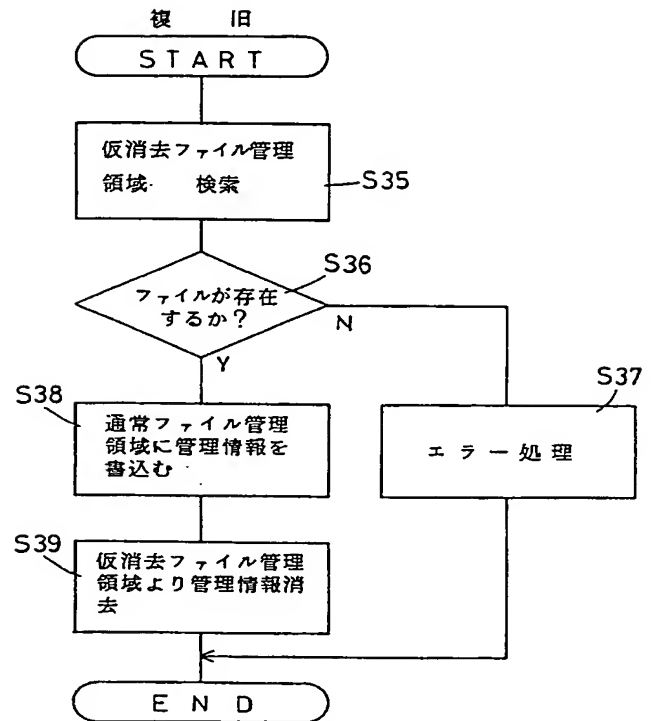 復 旧
START
仮消去ファイル管理
領域 検索
S35
S36
ファイルが存在
するか?
N
Y
S38
通常ファイル管理
領域に管理情報を
書込む
S37
エラー処理
S39
仮消去ファイル管理
領域より管理情報消
去
END